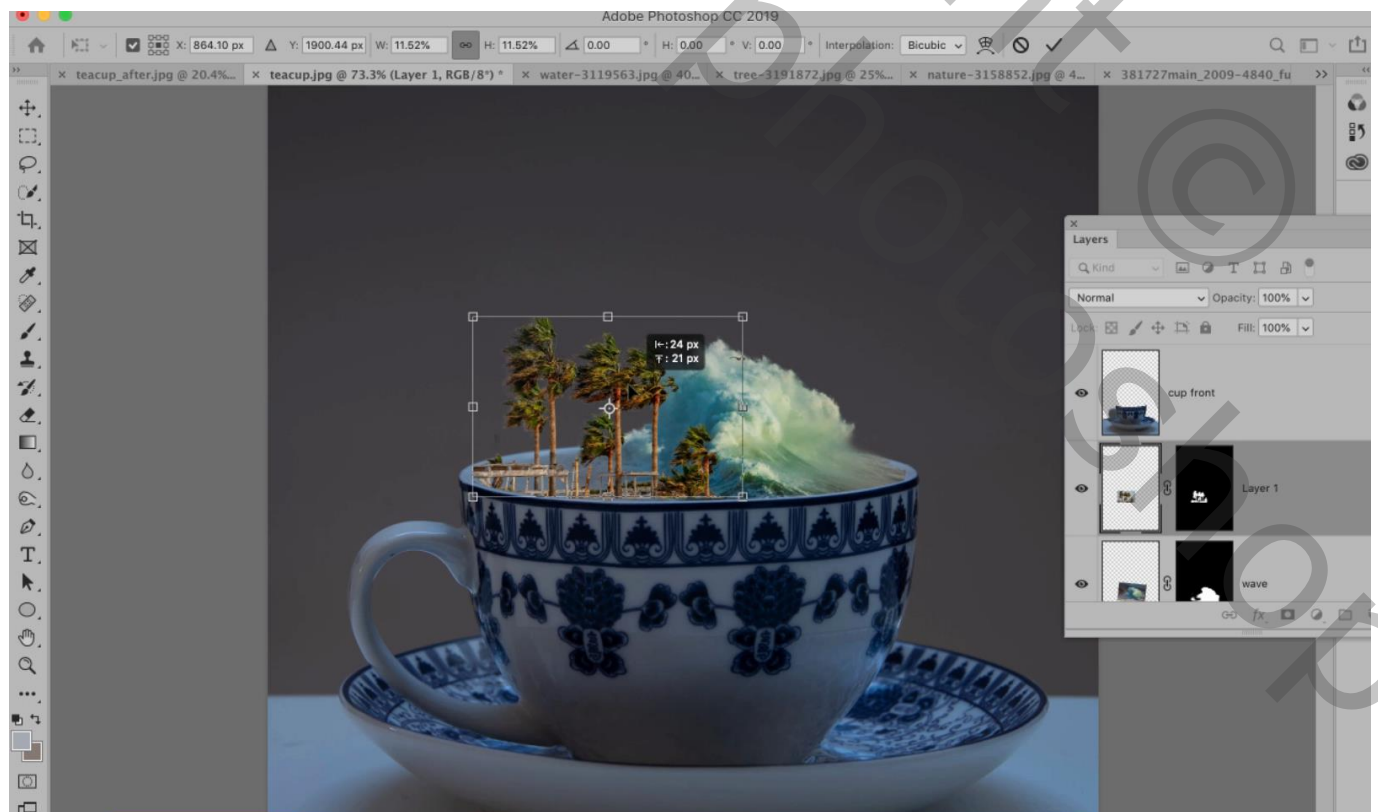 Adobe Photoshop CC 2019
X: 864.10 px Δ Y: 1900.44 px W: 11.52% H: 11.52% 0.00 ° H: 0.00 ° V: 0.00 ° Interpolation: Bicubic
× teacup_after.jpg @ 20.4%... × teacup.jpg @ 73.3% (Layer 1, RGB/8*) * × water-3119563.jpg @ 40... × tree-3191872.jpg @ 25%... × nature-3158852.jpg @ 4... × 381727main_2009-4840_fu
Layers
Kind
Normal Opacity: 100%
Lock: Fill: 100%
24 px
21 px
cup front
Layer 1
wave
Photoshop
©